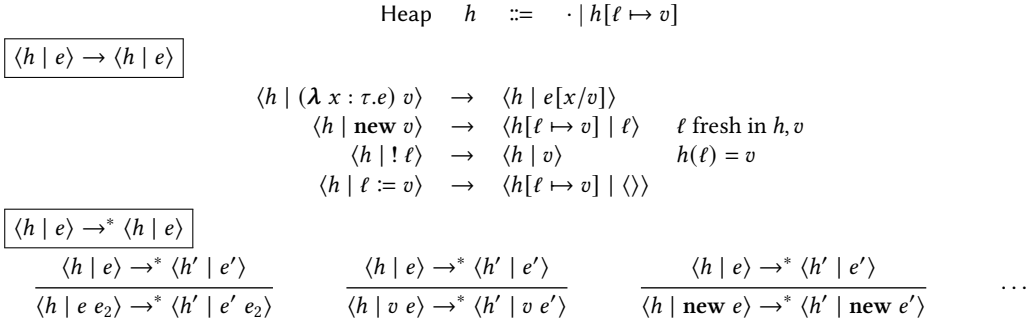 Heap h ::= · | h[ℓ ↦ v]
⟨h | e⟩ → ⟨h | e⟩
⟨h | (λ x : τ.e) v⟩ → ⟨h | e[x/v]⟩
⟨h | new v⟩ → ⟨h[ℓ ↦ v] | ℓ⟩ ℓ fresh in h, v
⟨h | ! ℓ⟩ → ⟨h | v⟩ h(ℓ) = v
⟨h | ℓ := v⟩ → ⟨h[ℓ ↦ v] | ⟨⟩⟩
⟨h | e⟩ →* ⟨h | e⟩
⟨h | e⟩ →* ⟨h′ | e′⟩ ⟨h | e⟩ →* ⟨h′ | e′⟩ ⟨h | e⟩ →* ⟨h′ | e′⟩
⟨h | e e₂⟩ →* ⟨h′ | e′ e₂⟩ ⟨h | v e⟩ →* ⟨h′ | v e′⟩ ⟨h | new e⟩ →* ⟨h′ | new e′⟩ ...